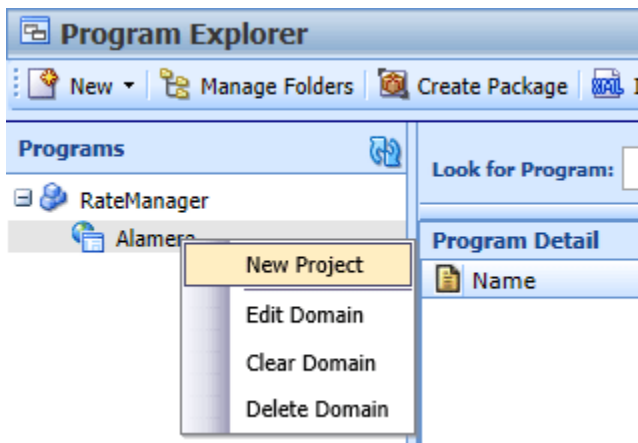 Program Explorer
New Manage Folders Create Package
Programs
Look for Program:
RateManager
Alamere
Program Detail
Name
New Project
Edit Domain
Clear Domain
Delete Domain